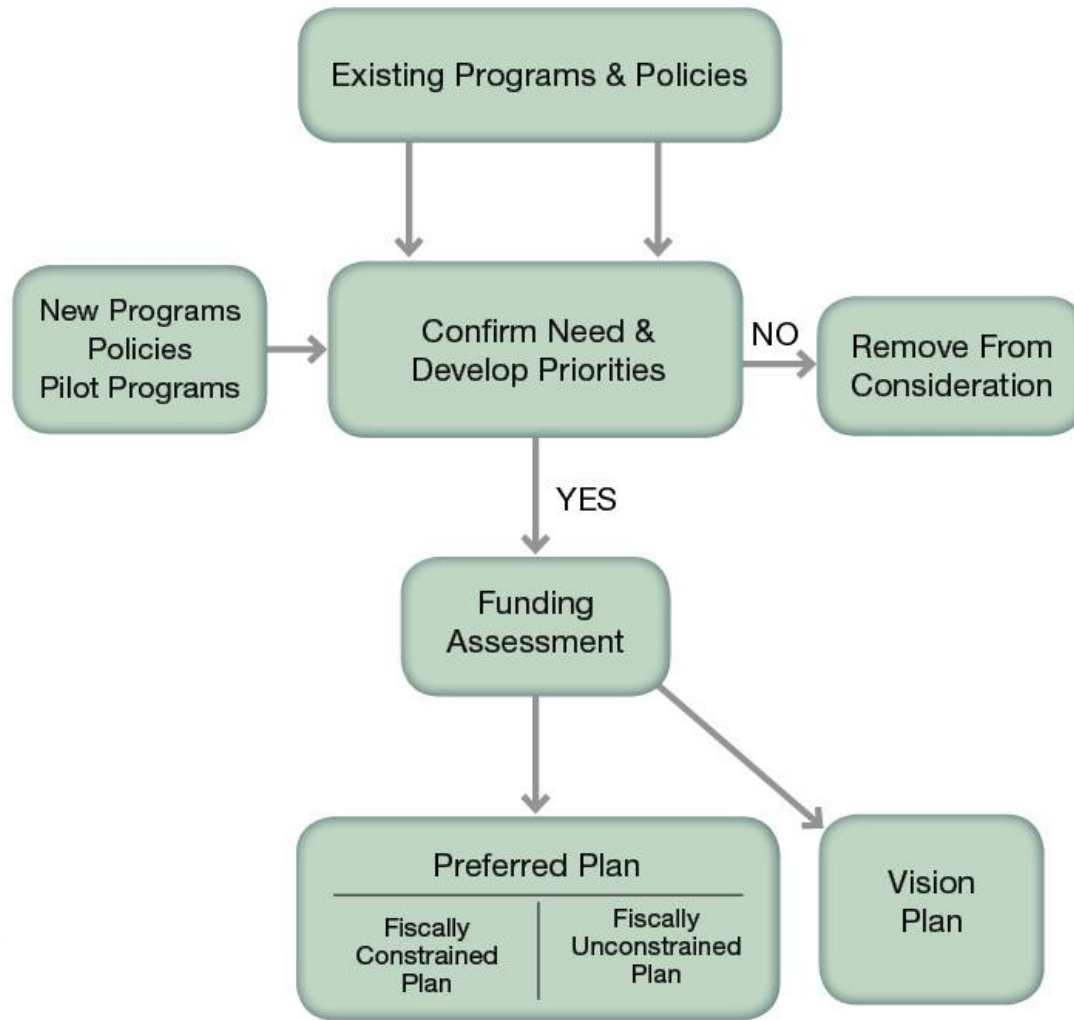 Existing Programs & Policies
New Programs
Policies
Pilot Programs
Confirm Need &
Develop Priorities
NO
Remove From
Consideration
YES
Funding
Assessment
Preferred Plan
Fiscally
Constrained
Plan
Fiscally
Unconstrained
Plan
Vision
Plan